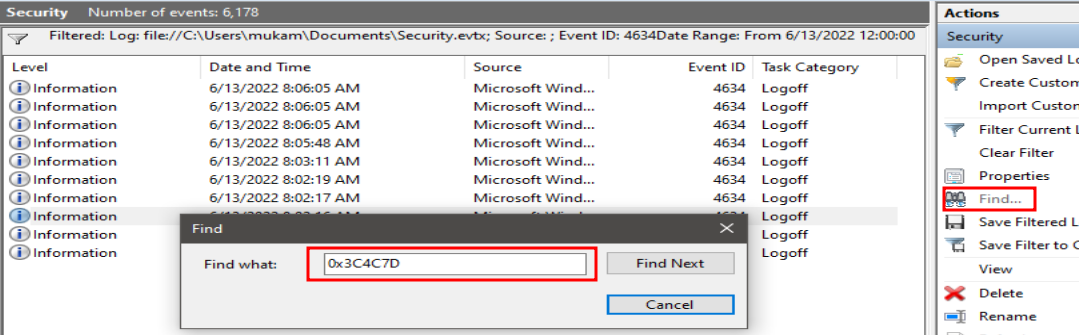 Security Number of events: 6,178
Filtered: Log: file://C:\Users\mukam\Documents\Security.evtx; Source: ; Event ID: 4634Date Range: From 6/13/2022 12:00:00
Level Date and Time Source Event ID Task Category
Information 6/13/2022 8:06:05 AM Microsoft Wind... 4634 Logoff
Information 6/13/2022 8:06:05 AM Microsoft Wind... 4634 Logoff
Information 6/13/2022 8:06:05 AM Microsoft Wind... 4634 Logoff
Information 6/13/2022 8:05:48 AM Microsoft Wind... 4634 Logoff
Information 6/13/2022 8:03:11 AM Microsoft Wind... 4634 Logoff
Information 6/13/2022 8:02:19 AM Microsoft Wind... 4634 Logoff
Information 6/13/2022 8:02:17 AM Microsoft Wind... 4634 Logoff
Information Logoff
Information Logoff
Information Logoff
Find
Find what: 0x3C4C7D Find Next
Cancel
Actions
Security
Open Saved Lo
Create Custom
Import Custor
Filter Current L
Clear Filter
Properties
Find...
Save Filtered L
Save Filter to C
View
Delete
Rename